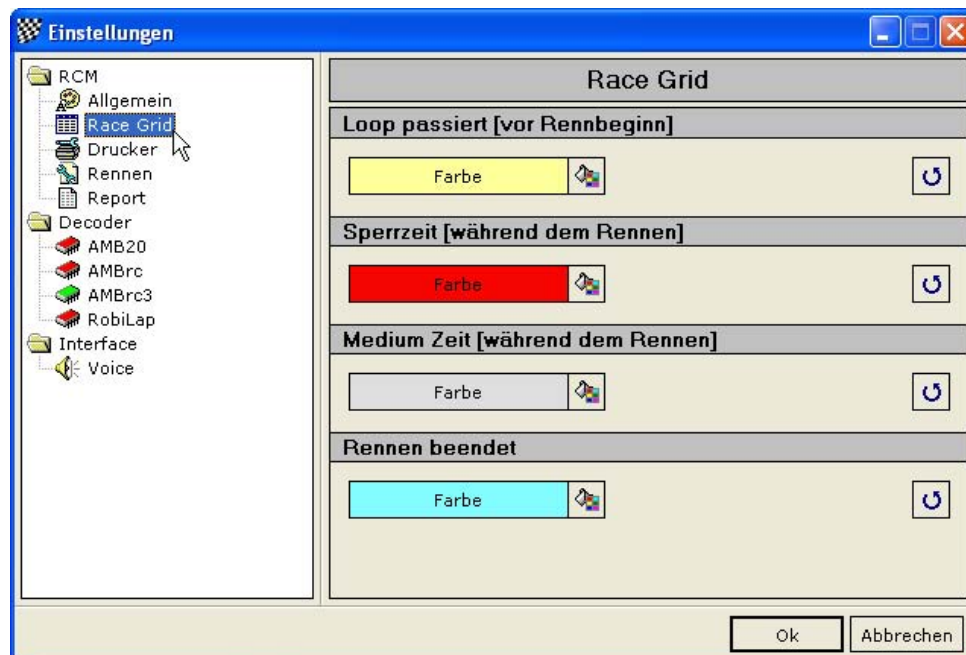 Einstellungen
RCM
Allgemein
Race Grid
Drucker
Rennen
Report
Decoder
AMB20
AMBrc
AMBrc3
RobiLap
Interface
Voice
Race Grid
Loop passiert [vor Rennbeginn]
Farbe
Sperrzeit [während dem Rennen]
Farbe
Medium Zeit [während dem Rennen]
Farbe
Rennen beendet
Farbe
Ok
Abbrechen